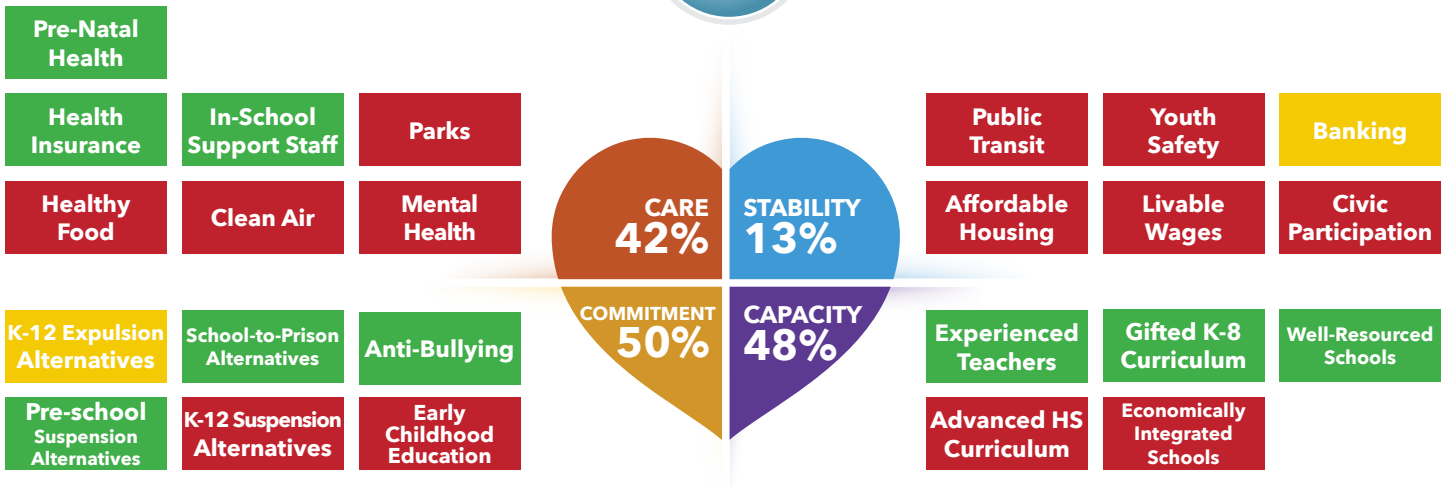 Pre-Natal
Health
Health
Insurance
In-School
Support Staff
Parks
Healthy
Food
Clean Air
Mental
Health
CARE
42%
STABILITY
13%
Public
Transit
Youth
Safety
Banking
Affordable
Housing
Livable
Wages
Civic
Participation
K-12 Expulsion
Alternatives
School-to-Prison
Alternatives
Anti-Bullying
Pre-school
Suspension
Alternatives
K-12 Suspension
Alternatives
Early
Childhood
Education
COMMITMENT
50%
CAPACITY
48%
Experienced
Teachers
Gifted K-8
Curriculum
Well-Resourced
Schools
Advanced HS
Curriculum
Economically
Integrated
Schools